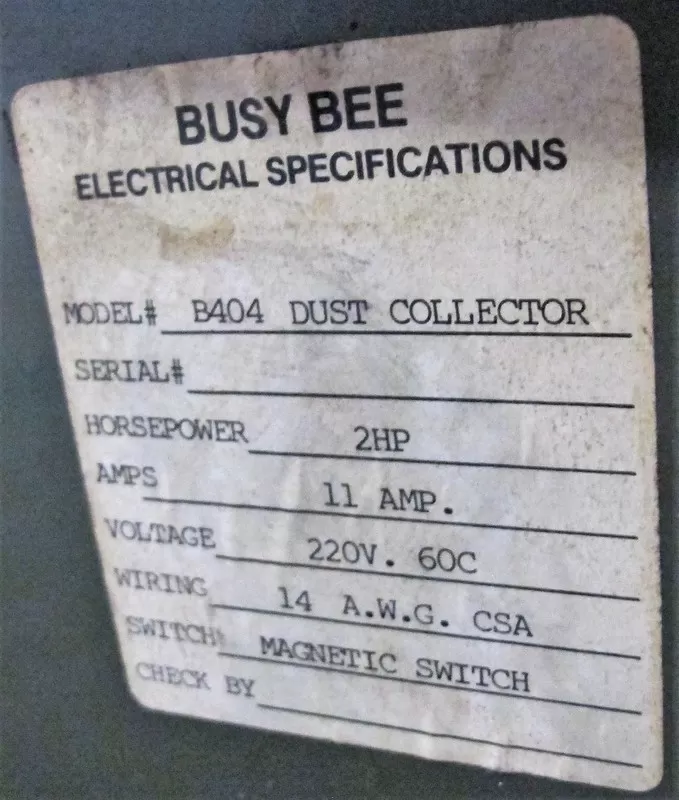 BUSY BEE
ELECTRICAL SPECIFICATIONS
MODEL# B404 DUST COLLECTOR
SERIAL#
HORSEPOWER 2HP
AMPS 11 AMP.
VOLTAGE 220V. 60C
WIRING 14 A.W.G. CSA
SWITCH MAGNETIC SWITCH
CHECK BY